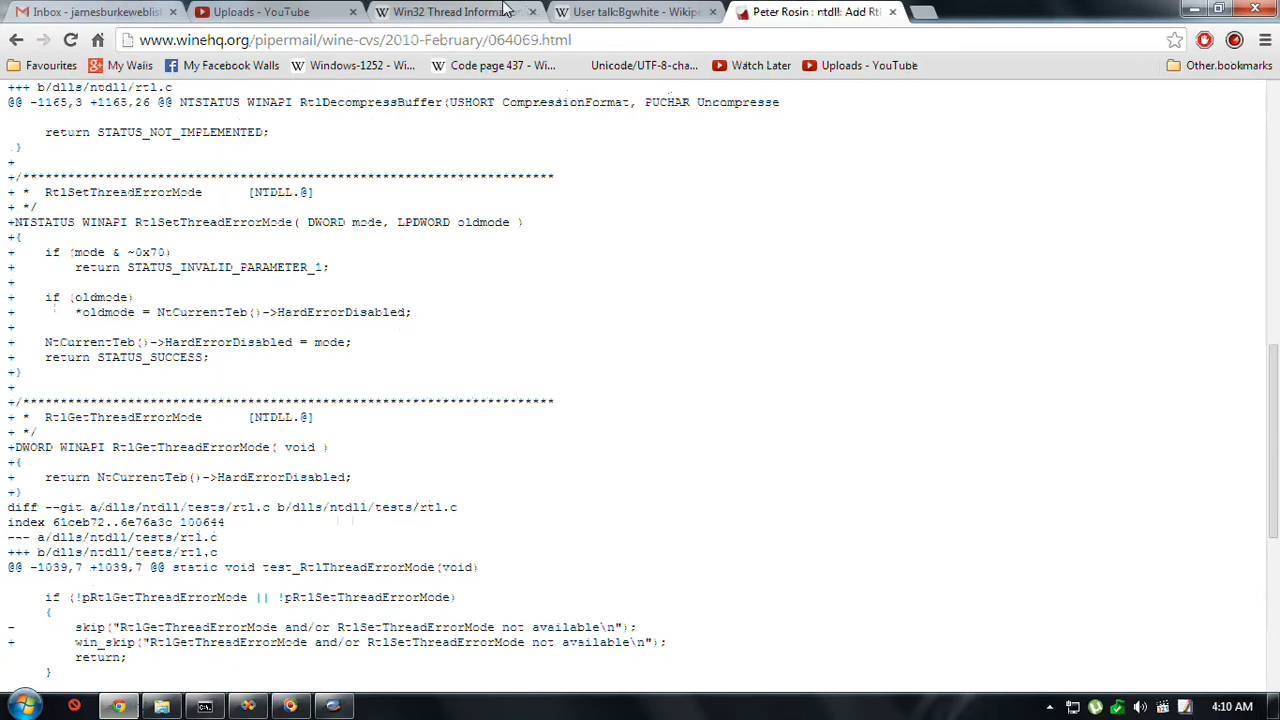 Inbox - jamesburkeweblist
Uploads - YouTube
Win32 Thread Informa
User talk:Bgwhite - Wikipe
Peter Rosin : ntdll: Add Rtl
www.winehq.org/pipermail/wine-cvs/2010-February/064069.html
Favourites
My Walls
My Facebook Walls
Windows-1252 - Wi...
Code page 437 - Wi...
Unicode/UTF-8-cha...
Watch Later
Uploads - YouTube
Other bookmarks
+++ b/dlls/ntdll/rtl.c
@@ -1165,3 +1165,26 @@ NTSTATUS WINAPI RtlDecompressBuffer(USHORT CompressionFormat, PUCHAR Uncompresse
return STATUS_NOT_IMPLEMENTED;
}
+
+/***********************************************************************
+ *  RtlSetThreadErrorMode      [NTDLL.@]
+ */
+NTSTATUS WINAPI RtlSetThreadErrorMode( DWORD mode, LPDWORD oldmode )
+{
+    if (mode & ~0x70)
+        return STATUS_INVALID_PARAMETER_1;
+
+    if (oldmode)
+        *oldmode = NtCurrentTeb()->HardErrorDisabled;
+
+    NtCurrentTeb()->HardErrorDisabled = mode;
+    return STATUS_SUCCESS;
+}
+
+/***********************************************************************
+ *  RtlGetThreadErrorMode      [NTDLL.@]
+ */
+DWORD WINAPI RtlGetThreadErrorMode( void )
+{
+    return NtCurrentTeb()->HardErrorDisabled;
+}
diff --git a/dlls/ntdll/tests/rtl.c b/dlls/ntdll/tests/rtl.c
index 61ceb72..6e76a3c 100644
--- a/dlls/ntdll/tests/rtl.c
+++ b/dlls/ntdll/tests/rtl.c
@@ -1039,7 +1039,7 @@ static void test_RtlThreadErrorMode(void)
if (!pRtlGetThreadErrorMode || !pRtlSetThreadErrorMode)
{
-        skip("RtlGetThreadErrorMode and/or RtlSetThreadErrorMode not available\n");
+        win_skip("RtlGetThreadErrorMode and/or RtlSetThreadErrorMode not available\n");
return;
}
4:10 AM